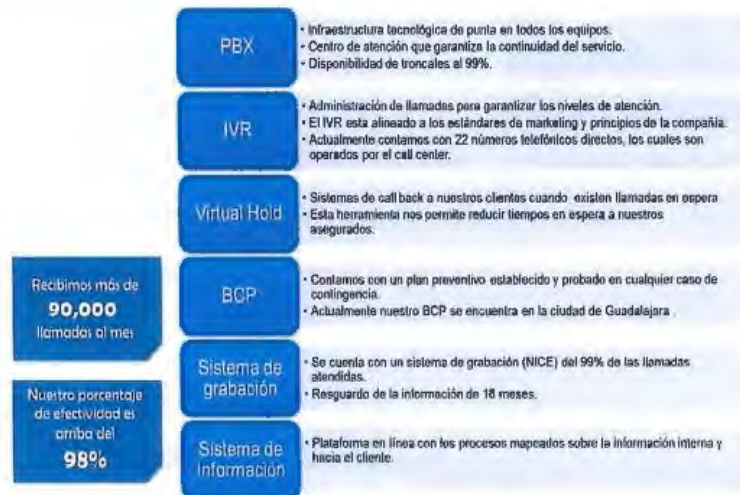 PBX
• Infraestructura tecnológica de punta en todos los equipos.
• Centro de atención que garantiza la continuidad del servicio.
• Disponibilidad de troncales al 99%.
IVR
• Administración de llamadas para garantizar los niveles de atención.
• El IVR esta alineado a los estándares de marketing y principios de la compañía.
• Actualmente contamos con 22 números telefónicos directos, los cuales son
operados por el call center.
Virtual Hold
• Sistemas de call back a nuestros clientes cuando existen llamadas en espera
• Esta herramienta nos permite reducir tiempos en espera a nuestros
asegurados.
Recibimos más de
90,000
llamadas al mes
BCP
• Contamos con un plan preventivo establecido y probado en cualquier caso de
contingencia.
• Actualmente nuestro BCP se encuentra en la ciudad de Guadalajara .
Nuestro porcentaje
de efectividad es
arriba del
98%
Sistema de
grabación
• Se cuenta con un sistema de grabación (NICE) del 99% de las llamadas
atendidas.
• Resguardo de la información de 18 meses.
Sistema de
información
• Plataforma en línea con los procesos mapeados sobre la información interna y
hacia el cliente.